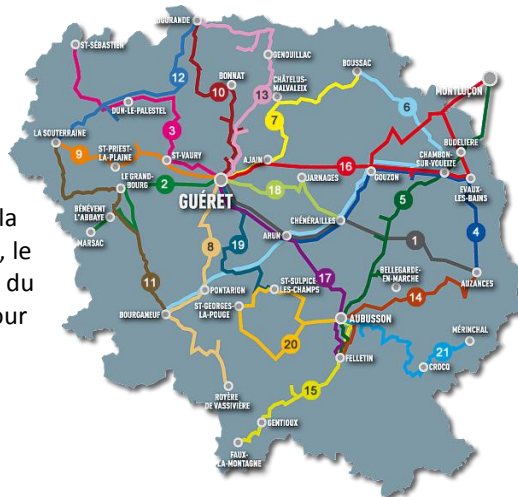 OURANDE
ST-SÉBASTIEN
GENOUILLAC
BOUSSAC
MONTLUÇON
12
BONNAT
10
13
CHÂTELUS-
MALVALEIX
DUN-LE-PALESTEL
7
6
3
LA SOUTERRAINE
BUDELIÈRE
9
ST-PRIEST
LA-PLAINE
ST-VAURY
AJAIN
16
CHAMBON-
SUR-VOUEIZE
LE GRAND-
BOURG
2
18
JARNAGES
GOUZON
EVAUX-
LES-BAINS
GUÉRET
5
BÉNÉVENT
L'ABBAYE
CHÉNÉRAILLES
la
MARSAC
8
19
AHUN
1
4
, le
17
BELLEGARDE-
EN-MARCHE
AUZANCES
du
11
PONTARION
ST-SULPICE
LES-CHAMPS
14
our
BOURGANEUF
ST-GEORGES-
LA-POUGE
AUBUSSON
MÉRINCHAL
20
21
FELLETIN
CROCQ
ROYÈRE
DE VASSIVIÈRE
15
GENTIOUX
FAUX-
LA-MONTAGNE